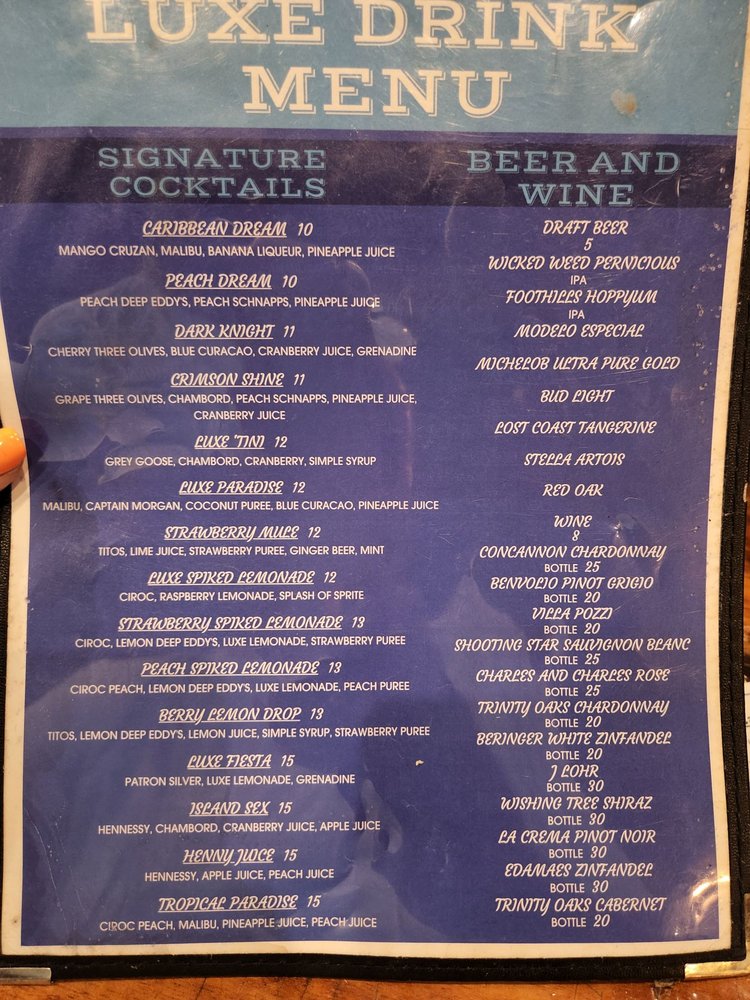 LUXE DRINK
MENU
SIGNATURE
COCKTAILS
CARIBBEAN DREAM 10
MANGO CRUZAN, MALIBU, BANANA LIQUEUR, PINEAPPLE JUICE
PEACH DREAM 10
PEACH DEEP EDDY'S, PEACH SCHNAPPS, PINEAPPLE JUICE
DARK KNIGHT 11
CHERRY THREE OLIVES, BLUE CURACAO, CRANBERRY JUICE, GRENADINE
CRIMSON SHINE 11
GRAPE THREE OLIVES, CHAMBORD, PEACH SCHNAPPS, PINEAPPLE JUICE,
CRANBERRY JUICE
LUXE 'TINI 12
GREY GOOSE, CHAMBORD, CRANBERRY, SIMPLE SYRUP
LUXE PARADISE 12
MALIBU, CAPTAIN MORGAN, COCONUT PUREE, BLUE CURACAO, PINEAPPLE JUICE
STRAWBERRY MULE 12
TITOS, LIME JUICE, STRAWBERRY PUREE, GINGER BEER, MINT
LUXE SPIKED LEMONADE 12
CIROC, RASPBERRY LEMONADE, SPLASH OF SPRITE
STRAWBERRY SPIKED LEMONADE 13
CIROC, LEMON DEEP EDDY'S, LUXE LEMONADE, STRAWBERRY PUREE
PEACH SPIKED LEMONADE 13
CIROC PEACH, LEMON DEEP EDDY'S, LUXE LEMONADE, PEACH PUREE
BERRY LEMON DROP 13
TITOS, LEMON DEEP EDDY'S, LEMON JUICE, SIMPLE SYRUP, STRAWBERRY PUREE
LUXE FIESTA 15
PATRON SILVER, LUXE LEMONADE, GRENADINE
ISLAND SEX 15
HENNESSY, CHAMBORD, CRANBERRY JUICE, APPLE JUICE
HENNY JUICE 15
HENNESSY, APPLE JUICE, PEACH JUICE
TROPICAL PARADISE 15
CIROC PEACH, MALIBU, PINEAPPLE JUICE, PEACH JUICE
BEER AND
WINE
DRAFT BEER
5
WICKED WEED PERNICIOUS
IPA
FOOTHILLS HOPPYUM
IPA
MODELO ESPECIAL
MICHELOB ULTRA PURE GOLD
BUD LIGHT
LOST COAST TANGERINE
STELLA ARTOIS
RED OAK
WINE
8
CONCANNON CHARDONNAY
BOTTLE 25
BENVOLIO PINOT GRIGIO
BOTTLE 20
VILLA POZZI
BOTTLE 20
SHOOTING STAR SAUVIGNON BLANC
BOTTLE 25
CHARLES AND CHARLES ROSE
BOTTLE 25
TRINITY OAKS CHARDONNAY
BOTTLE 20
BERINGER WHITE ZINFANDEL
BOTTLE 20
J LOHR
BOTTLE 30
WISHING TREE SHIRAZ
BOTTLE 30
LA CREMA PINOT NOIR
BOTTLE 30
EDAMAES ZINFANDEL
BOTTLE 30
TRINITY OAKS CABERNET
BOTTLE 20